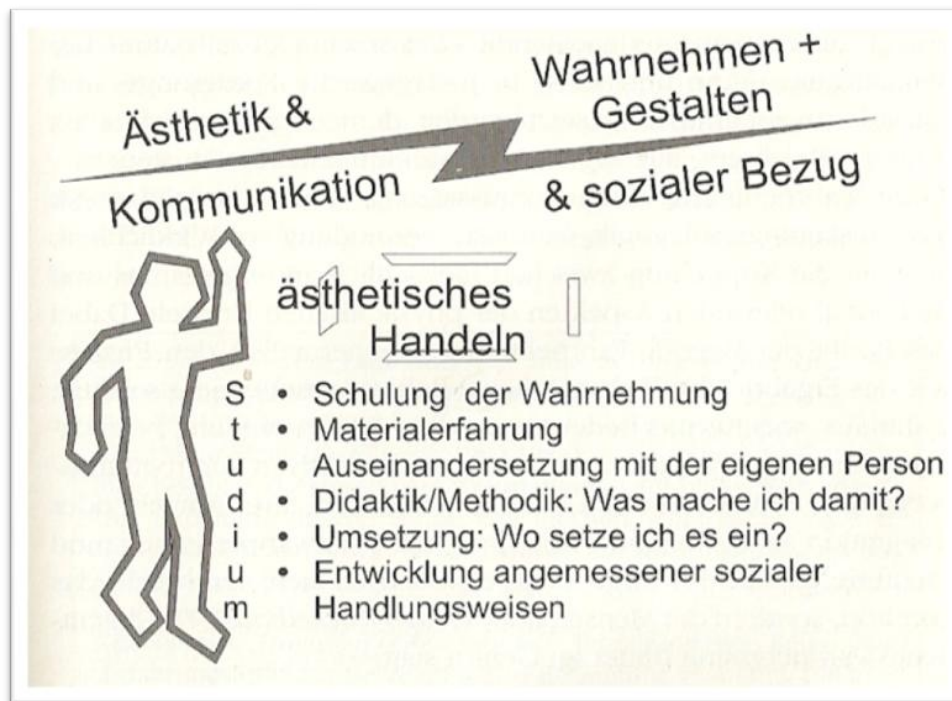 Ästhetik &
Kommunikation
Wahrnehmen +
Gestalten
& sozialer Bezug
ästhetisches
Handeln
S • Schulung der Wahrnehmung
t • Materialerfahrung
u • Auseinandersetzung mit der eigenen Person
d • Didaktik/Methodik: Was mache ich damit?
i • Umsetzung: Wo setze ich es ein?
u • Entwicklung angemessener sozialer
m Handlungsweisen